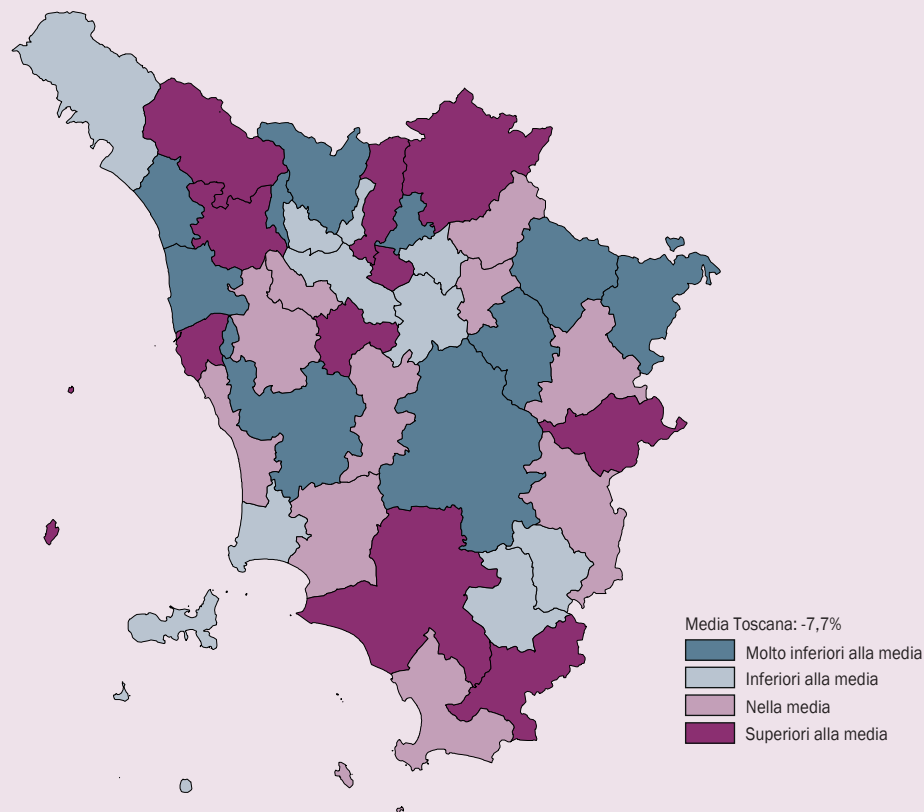 Media Toscana: -7,7%
Molto inferiori alla media
Inferiori alla media
Nella media
Superiori alla media